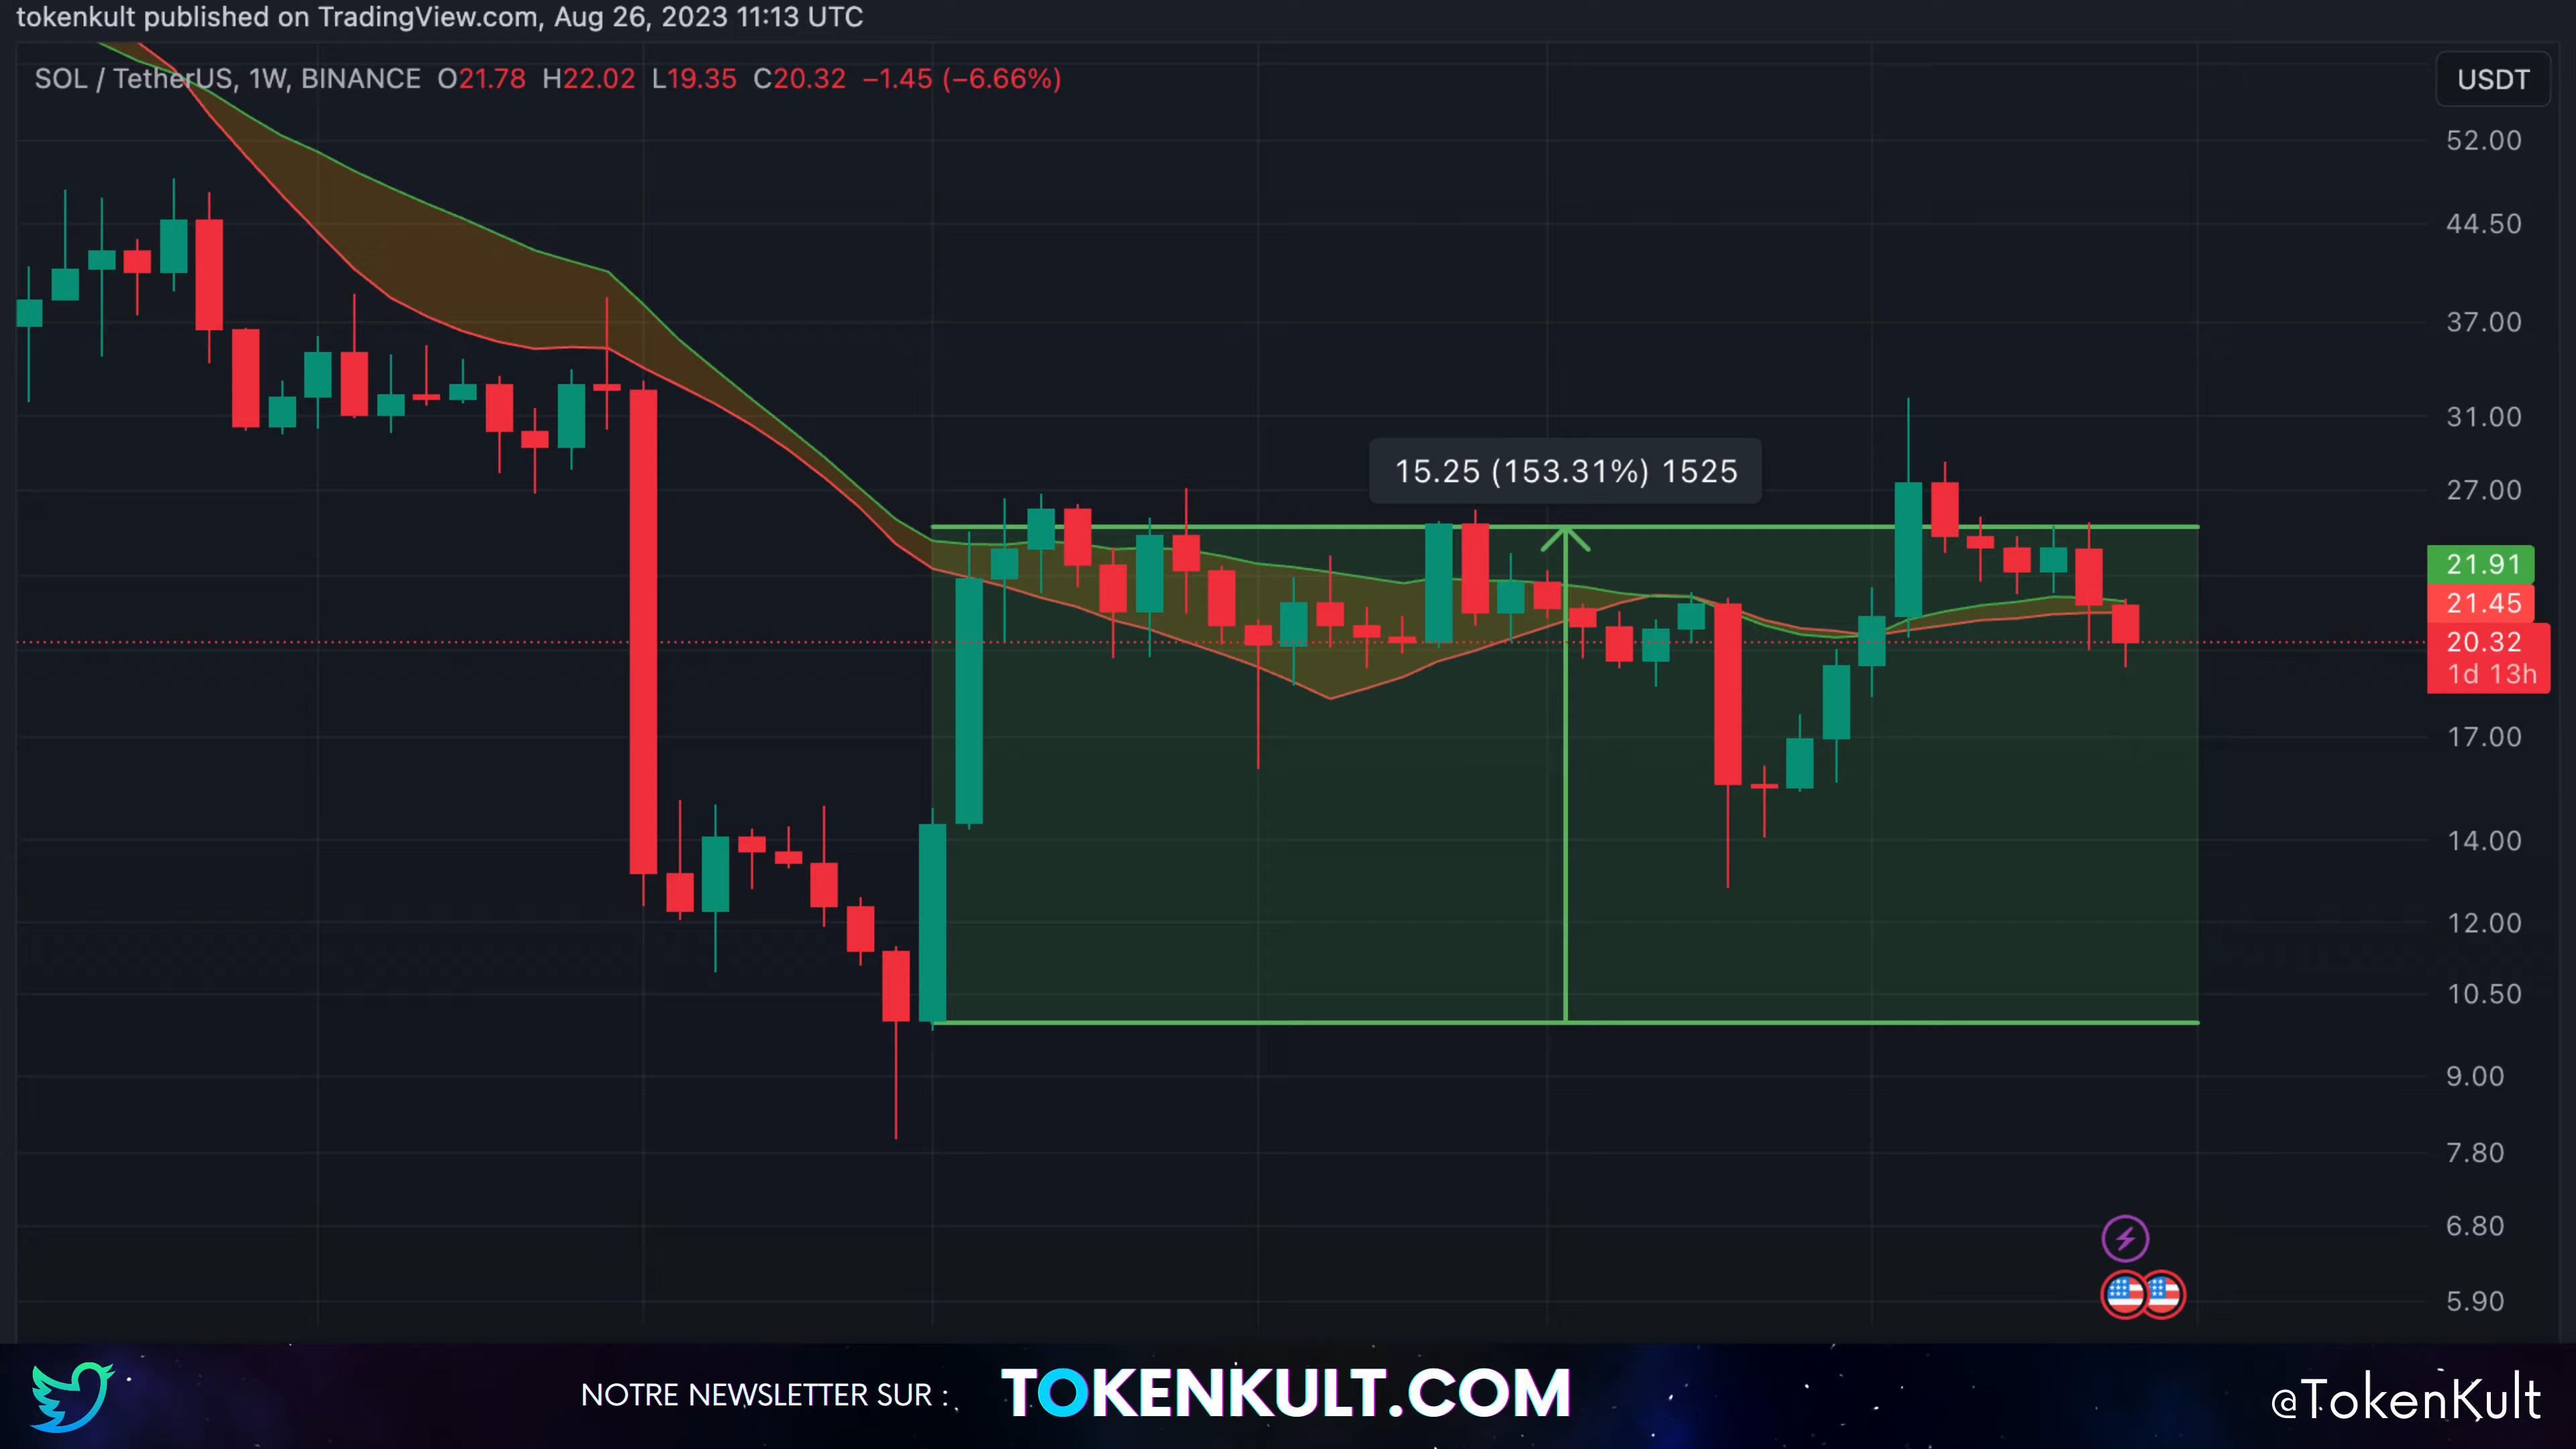 tokenkult published on TradingView.com, Aug 26, 2023 11:13 UTC
SOL / TetherUS, 1W, BINANCE O21.78 H22.02 L19.35 C20.32 −1.45 (−6.66%)
USDT
52.00
44.50
37.00
31.00
15.25 (153.31%) 1525
27.00
21.91
21.45
20.32
1d 13h
17.00
14.00
12.00
10.50
9.00
7.80
6.80
5.90
NOTRE NEWSLETTER SUR : TOKENKULT.COM @TokenKult